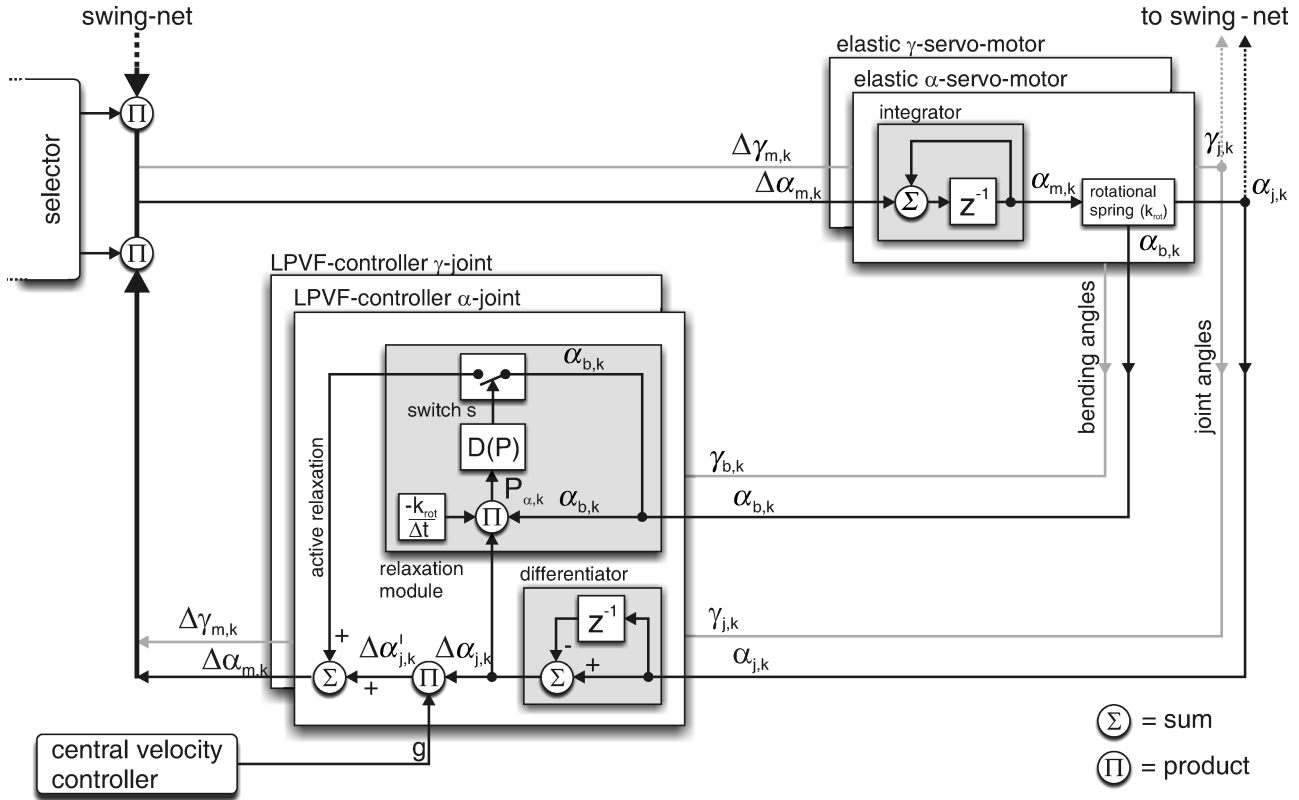 swing-net
to swing - net
elastic γ-servo-motor
elastic α-servo-motor
integrator
selector
Π
Π
Δγm,k
Δαm,k
Σ
z⁻¹
αm,k
rotational
spring (krot)
γj,k
αj,k
αb,k
LPVF-controller γ-joint
LPVF-controller α-joint
bending angles
joint angles
αb,k
switch s
D(P)
Pα,k
active relaxation
-krot
Δt
Π
αb,k
γb,k
αb,k
relaxation
module
differentiator
z⁻¹
-
+
Σ
γj,k
αj,k
Δγm,k
Δαm,k
+
Σ
+
Δα'j,k
Π
Δαj,k
g
central velocity
controller
Σ = sum
Π = product